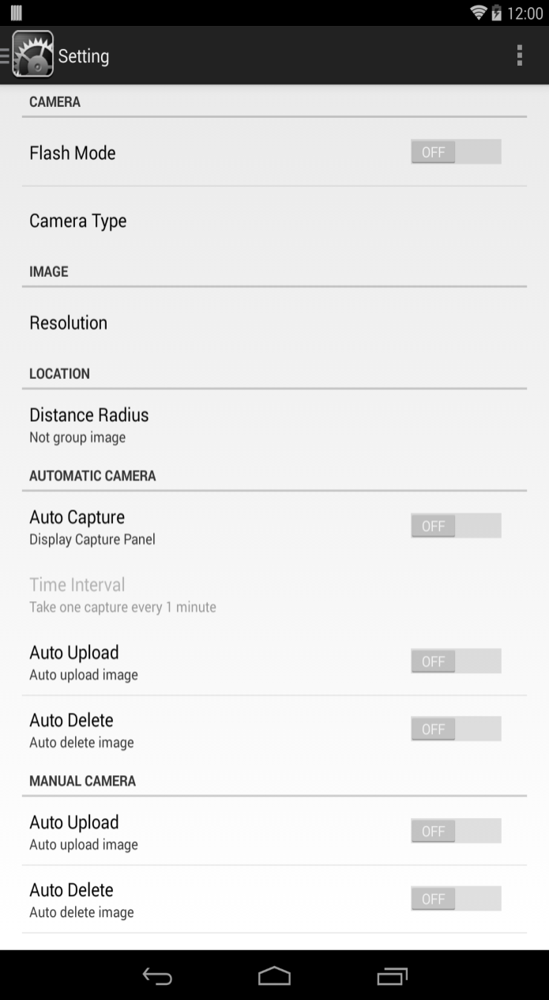 12:00
Setting
CAMERA
Flash Mode
OFF
Camera Type
IMAGE
Resolution
LOCATION
Distance Radius
Not group image
AUTOMATIC CAMERA
Auto Capture
OFF
Display Capture Panel
Time Interval
Take one capture every 1 minute
Auto Upload
OFF
Auto upload image
Auto Delete
OFF
Auto delete image
MANUAL CAMERA
Auto Upload
OFF
Auto upload image
Auto Delete
OFF
Auto delete image